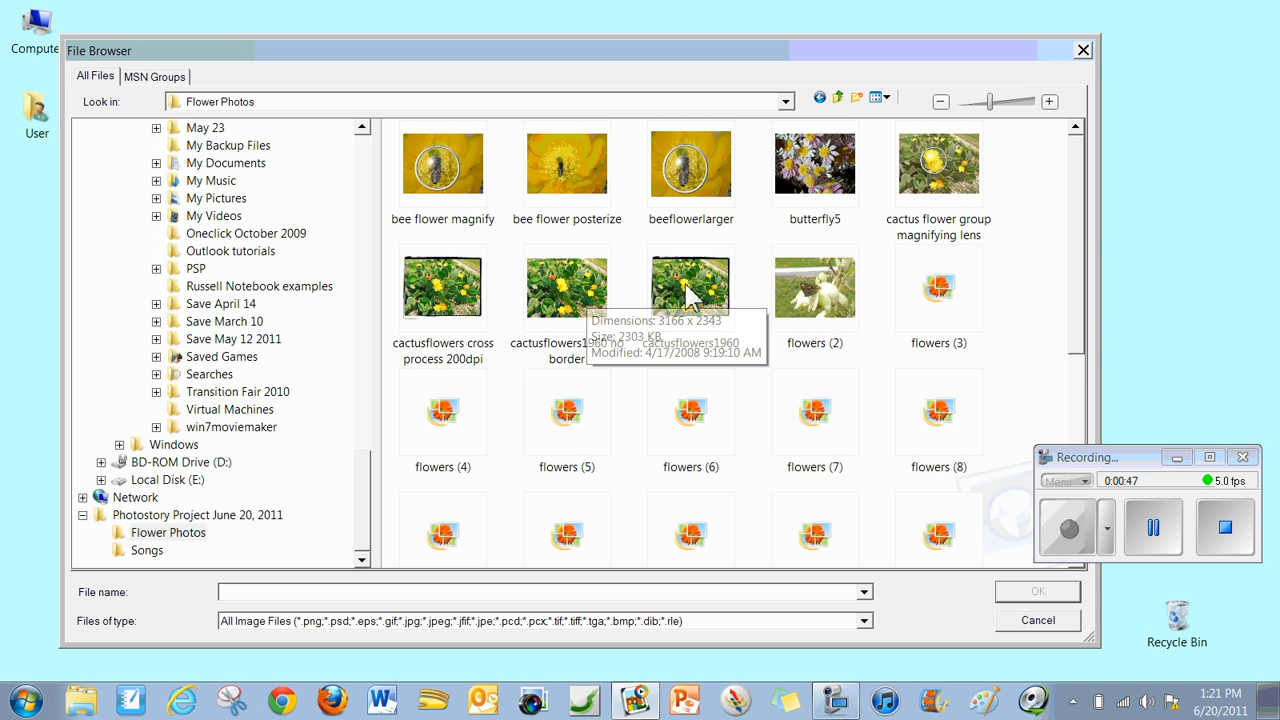 Compute
User
File Browser
All Files
MSN Groups
Look in:
Flower Photos
May 23
My Backup Files
My Documents
My Music
My Pictures
My Videos
Oneclick October 2009
Outlook tutorials
PSP
Russell Notebook examples
Save April 14
Save March 10
Save May 12 2011
Saved Games
Searches
Transition Fair 2010
Virtual Machines
win7moviemaker
Windows
BD-ROM Drive (D:)
Local Disk (E:)
Network
Photostory Project June 20, 2011
Flower Photos
Songs
bee flower magnify
bee flower posterize
beeflowerlarger
butterfly5
cactus flower group
magnifying lens
cactusflowers cross
process 200dpi
cactusflowers1960 no
border
cactusflowers1960
Dimensions: 3166 x 2343
Size: 2303 KB
Modified: 4/17/2008 9:19:10 AM
flowers (2)
flowers (3)
flowers (4)
flowers (5)
flowers (6)
flowers (7)
flowers (8)
File name:
OK
Files of type:
All Image Files (*.png;*.psd;*.eps;*.gif;*.jpg;*.jpeg;*.jfif;*.jpe;*.pcd;*.pcx;*.tif;*.tiff;*.tga;*.bmp;*.dib;*.rle)
Cancel
Recording...
Menu
0:00:47
5.0 fps
Recycle Bin
1:21 PM
6/20/2011